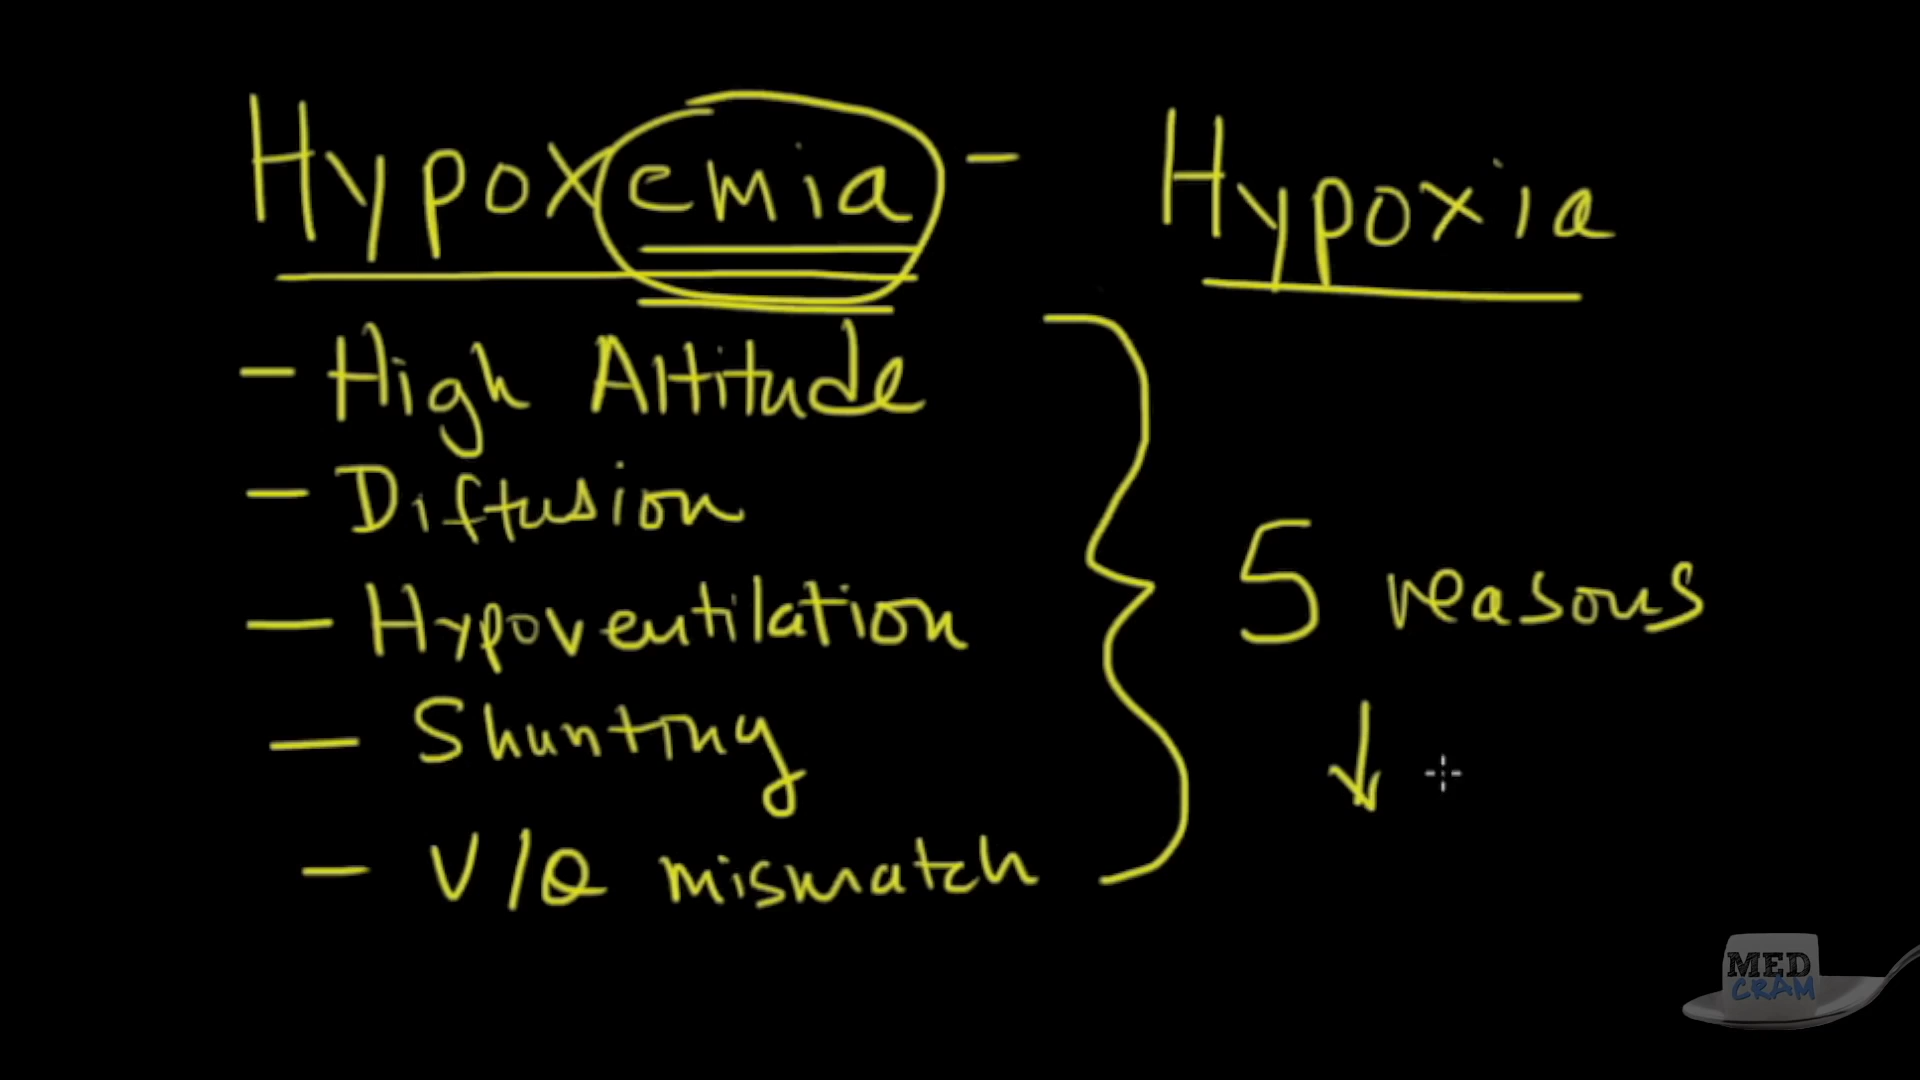 Hypoxemia - Hypoxia
- High Altitude
- Diffusion
- Hypoventilation
- Shunting
- V/Q mismatch
5 reasons
↓
MED
CRAM